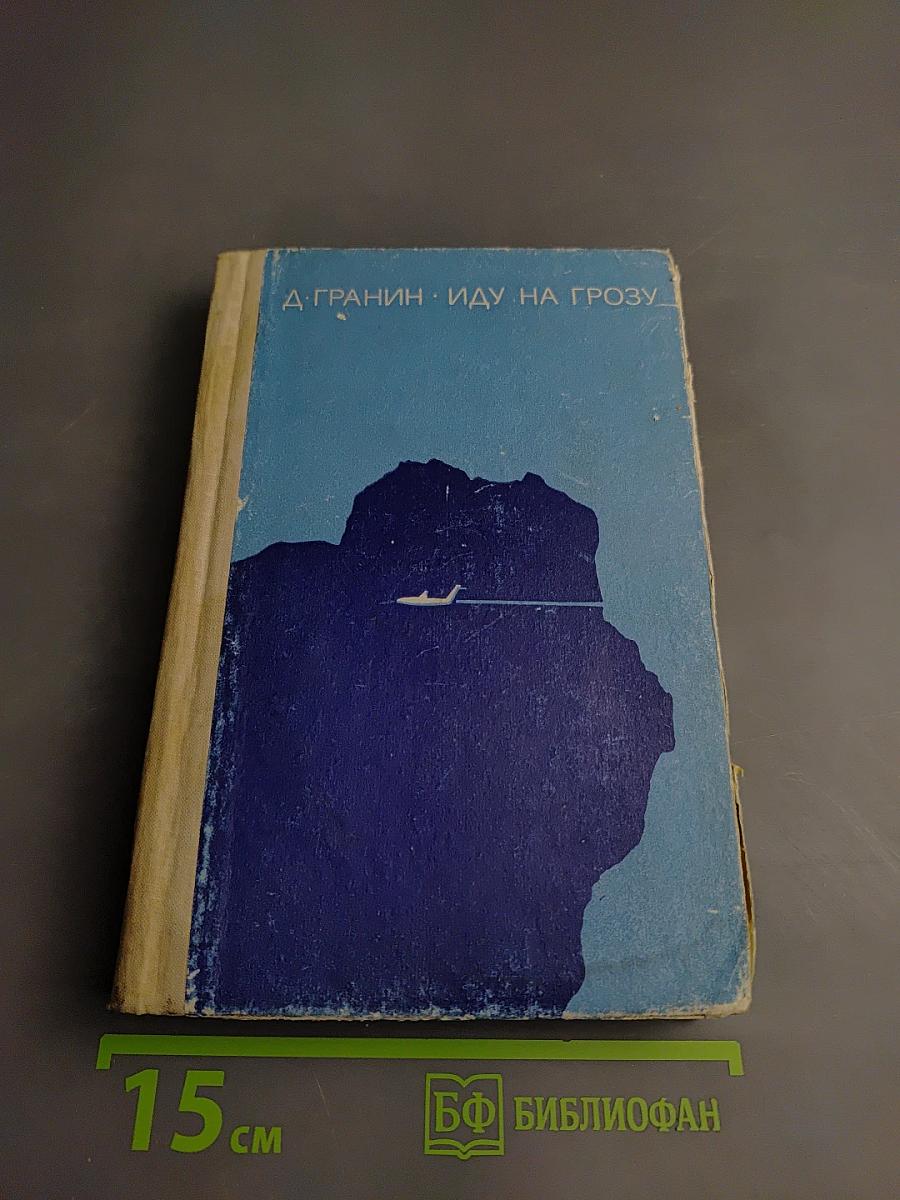 Д·ГРАНИН · ИДУ НА ГРОЗУ
15 см
БФ БИБЛИОФАН